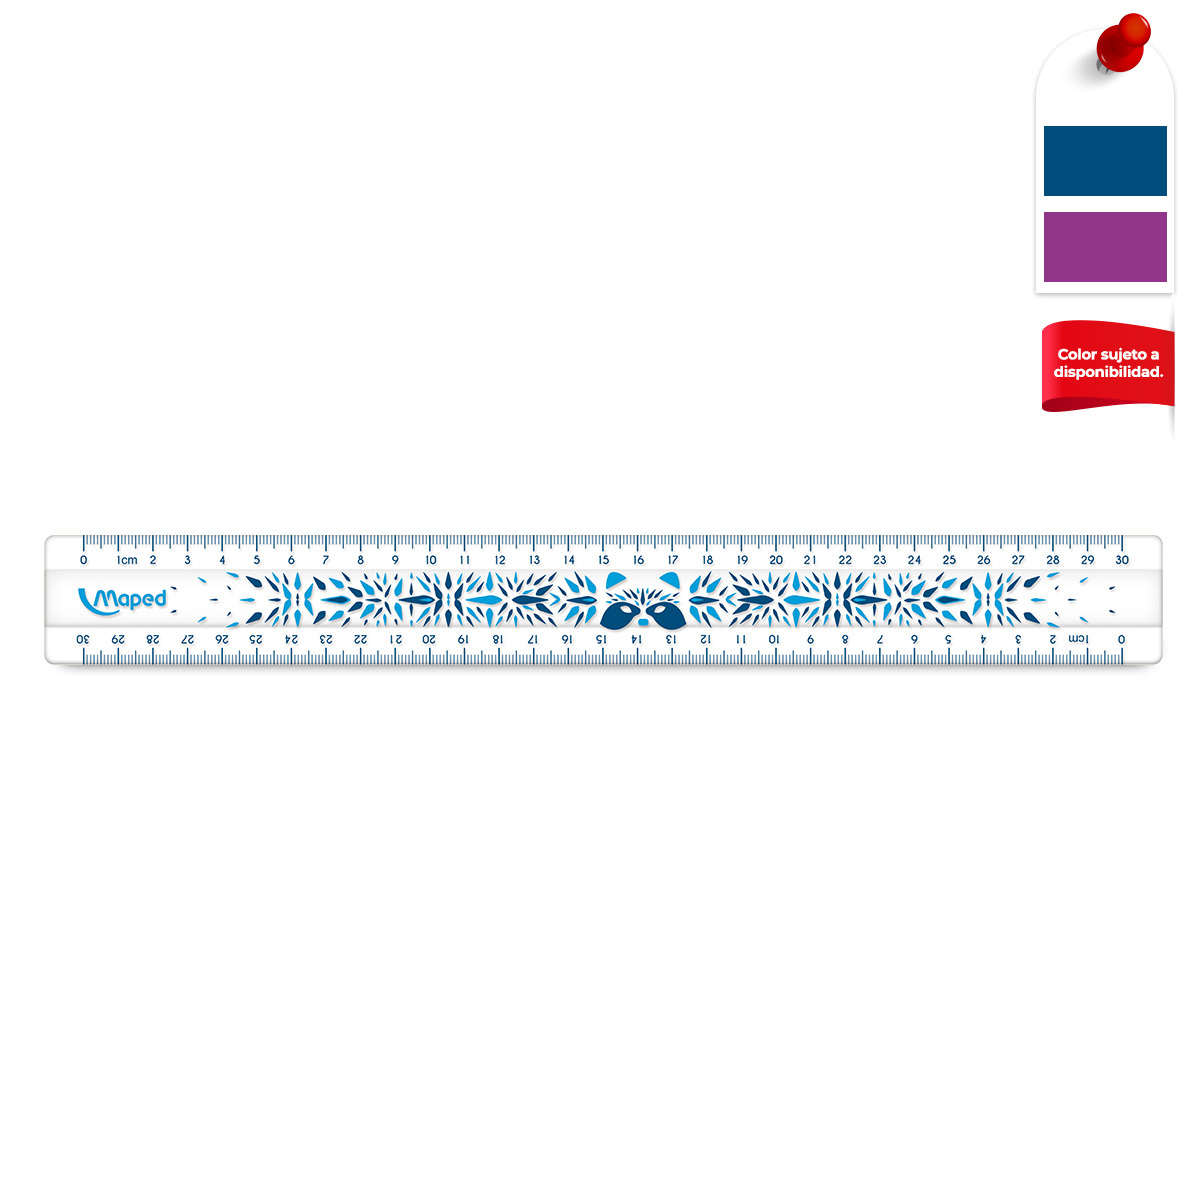 Color sujeto a
disponibilidad.
0 1cm 2 3 4 5 6 7 8 9 10 11 12 13 14 15 16 17 18 19 20 21 22 23 24 25 26 27 28 29 30
Maped
30 29 28 27 26 25 24 23 22 21 20 19 18 17 16 15 14 13 12 11 10 9 8 7 6 5 4 3 2 1cm 0